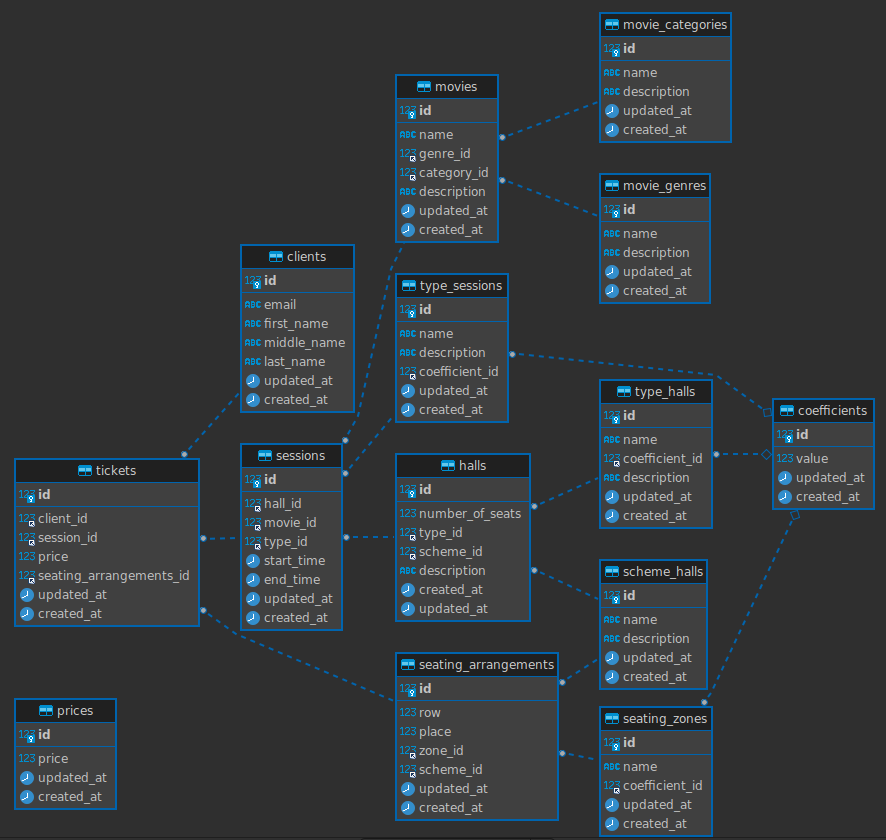 movie_categories
123 id
ABC name
ABC description
updated_at
created_at
movies
123 id
ABC name
123 genre_id
123 category_id
ABC description
updated_at
created_at
movie_genres
123 id
ABC name
ABC description
updated_at
created_at
clients
123 id
ABC email
ABC first_name
ABC middle_name
ABC last_name
updated_at
created_at
type_sessions
123 id
ABC name
ABC description
123 coefficient_id
updated_at
created_at
type_halls
123 id
ABC name
123 coefficient_id
ABC description
updated_at
created_at
coefficients
123 id
123 value
updated_at
created_at
tickets
123 id
123 client_id
123 session_id
123 price
123 seating_arrangements_id
updated_at
created_at
sessions
123 id
123 hall_id
123 movie_id
123 type_id
start_time
end_time
updated_at
created_at
halls
123 id
123 number_of_seats
123 type_id
123 scheme_id
ABC description
created_at
updated_at
scheme_halls
123 id
ABC name
ABC description
updated_at
created_at
seating_arrangements
123 id
123 row
123 place
123 zone_id
123 scheme_id
updated_at
created_at
prices
123 id
123 price
updated_at
created_at
seating_zones
123 id
ABC name
123 coefficient_id
updated_at
created_at